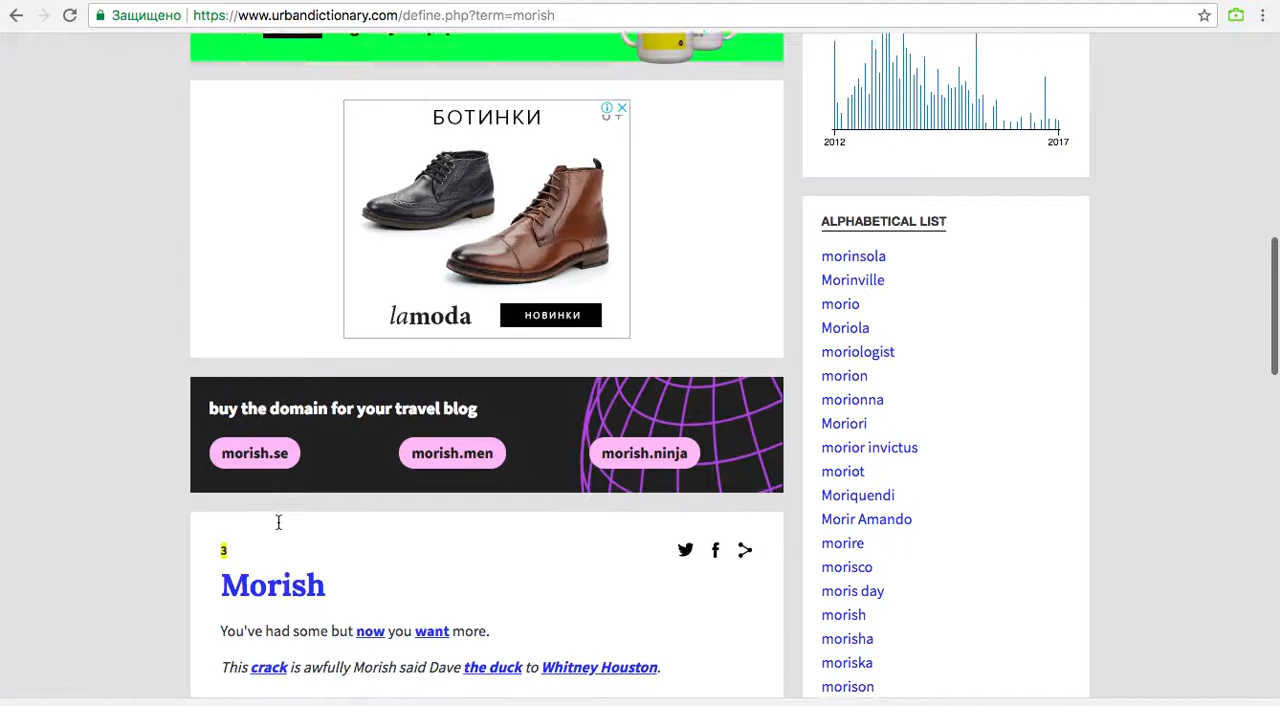 Защищено https://www.urbandictionary.com/define.php?term=morish
БОТИНКИ
lamoda
НОВИНКИ
buy the domain for your travel blog
morish.se morish.men morish.ninja
3
Morish
You've had some but now you want more.
This crack is awfully Morish said Dave the duck to Whitney Houston.
2012 2017
ALPHABETICAL LIST
morinsola
Morinville
morio
Moriola
moriologist
morion
morionna
Moriori
morior invictus
moriot
Moriquendi
Morir Amando
morire
morisco
moris day
morish
morisha
moriska
morison